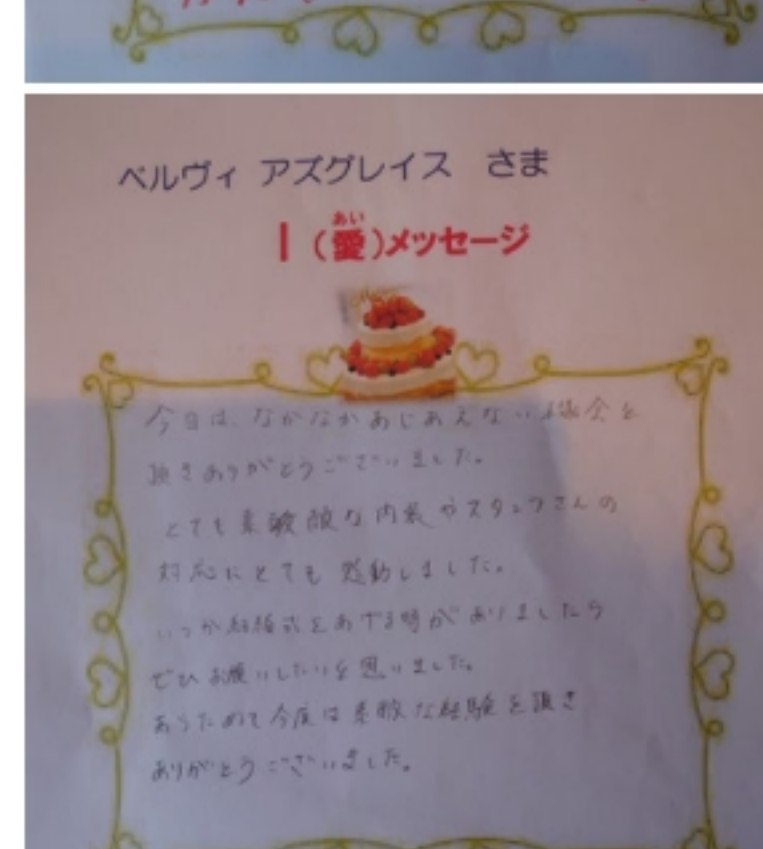 ベルヴィ アズグレイス さま
あい
I(愛)メッセージ
今日は、なかなかあじあえない機会を
頂きありがとうございました。
とても素敵な内装やスタッフさんの
対応にとても感動しました。
いつか結婚式をあげる時がありましたら
ぜひお願いしたいと思いました。
あらためて今度は素敵な経験を頂き
ありがとうございました。